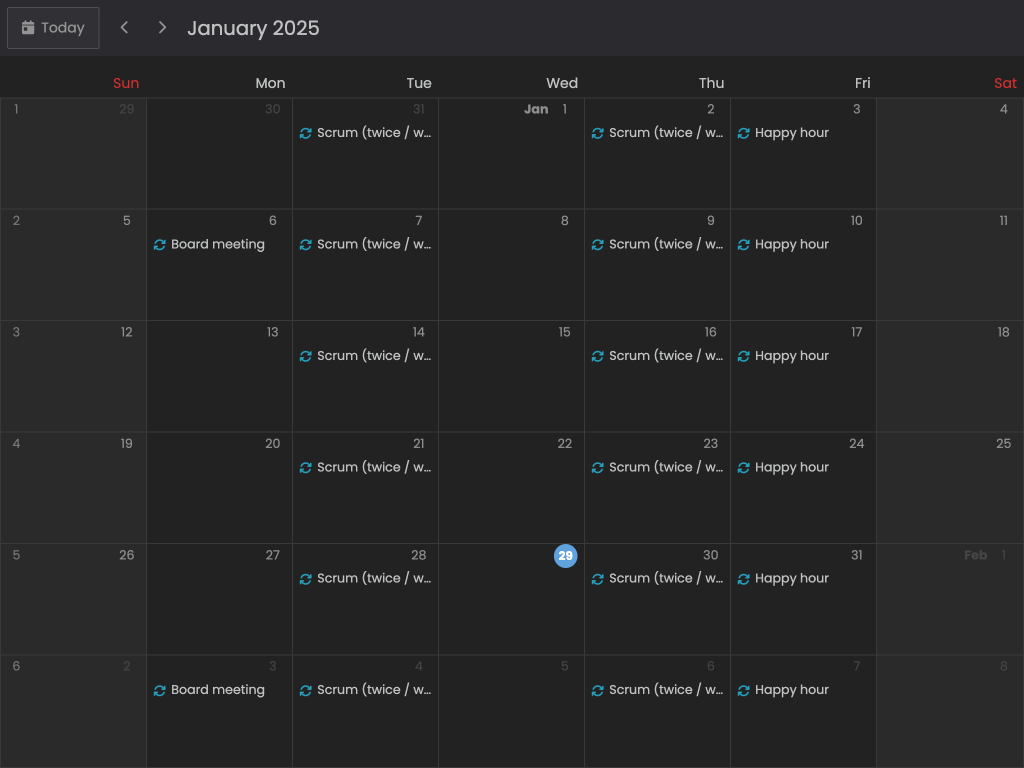 Today
January 2025
Sun Mon Tue Wed Thu Fri Sat
1 29 30 31 Jan 1 2 3 4
Scrum (twice / w... Scrum (twice / w... Happy hour
2 5 6 7 8 9 10 11
Board meeting Scrum (twice / w... Scrum (twice / w... Happy hour
3 12 13 14 15 16 17 18
Scrum (twice / w... Scrum (twice / w... Happy hour
4 19 20 21 22 23 24 25
Scrum (twice / w... Scrum (twice / w... Happy hour
5 26 27 28 29 30 31 Feb 1
Scrum (twice / w... Scrum (twice / w... Happy hour
6 2 3 4 5 6 7 8
Board meeting Scrum (twice / w... Scrum (twice / w... Happy hour